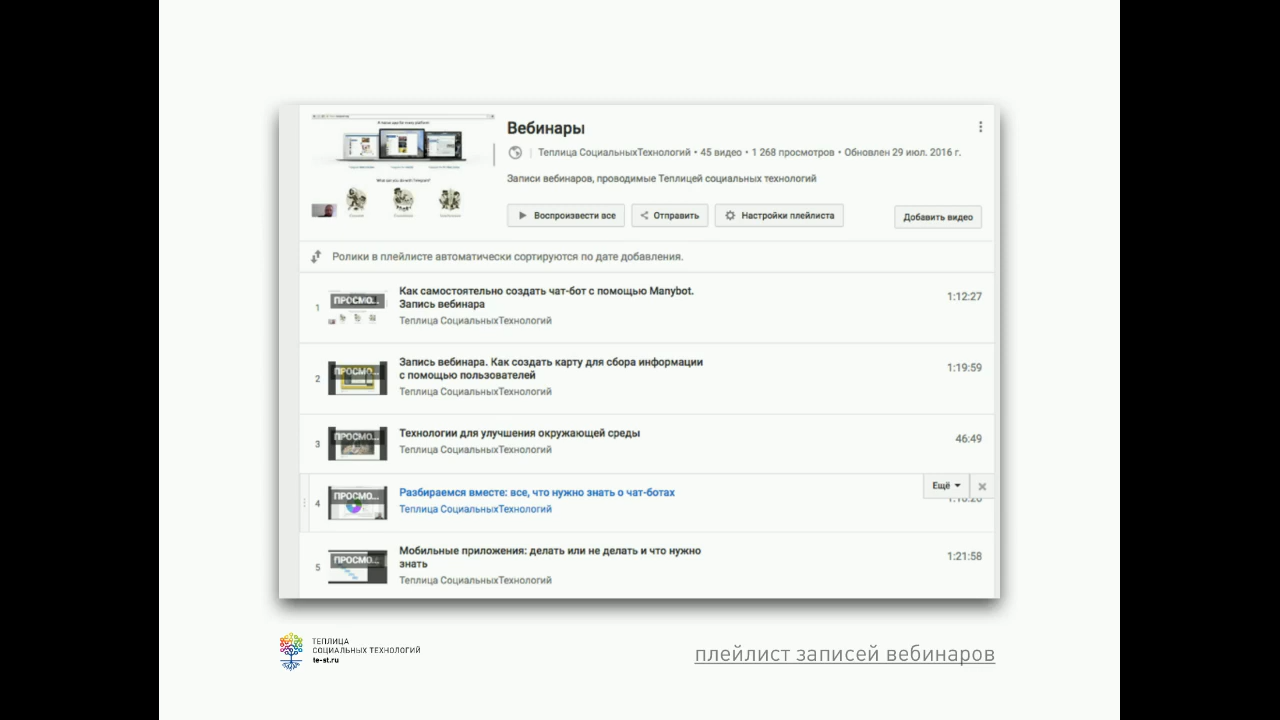 Вебинары
Теплица СоциальныхТехнологий • 45 видео • 1 268 просмотров • Обновлен 29 июл. 2016 г.
Записи вебинаров, проводимые Теплицей социальных технологий
Воспроизвести все
Отправить
Настройки плейлиста
Добавить видео
Ролики в плейлисте автоматически сортируются по дате добавления.
1
ПРОСМО...
Как самостоятельно создать чат-бот с помощью Manybot.
Запись вебинара
Теплица СоциальныхТехнологий
1:12:27
2
ПРОСМО...
Запись вебинара. Как создать карту для сбора информации
с помощью пользователей
Теплица СоциальныхТехнологий
1:19:59
3
ПРОСМО...
Технологии для улучшения окружающей среды
Теплица СоциальныхТехнологий
46:49
4
ПРОСМО...
Разбираемся вместе: все, что нужно знать о чат-ботах
Теплица СоциальныхТехнологий
Ещё
5
ПРОСМО...
Мобильные приложения: делать или не делать и что нужно
знать
Теплица СоциальныхТехнологий
1:21:58
ТЕПЛИЦА
СОЦИАЛЬНЫХ ТЕХНОЛОГИЙ
te-st.ru
плейлист записей вебинаров